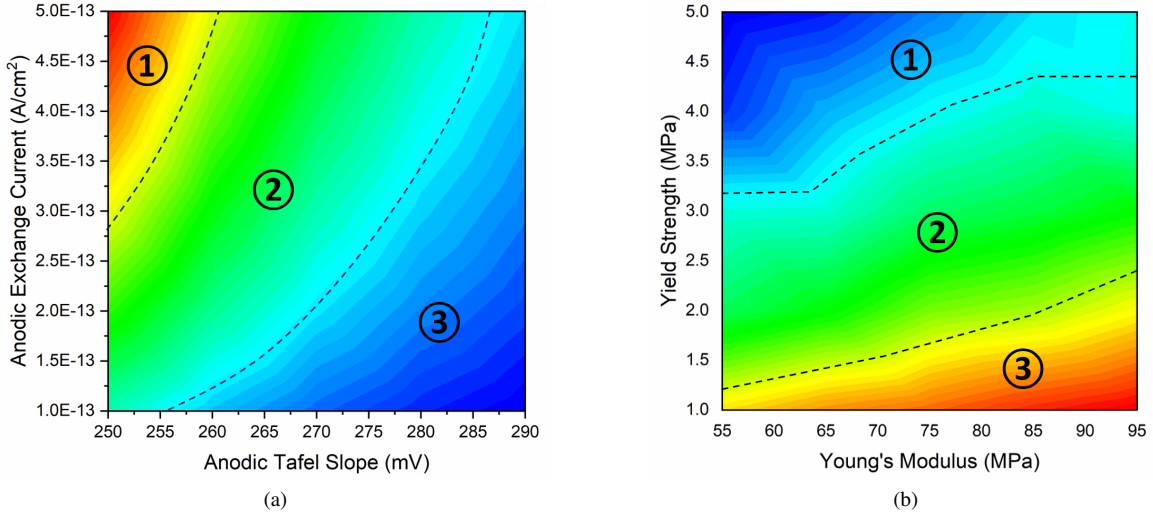 5.0E-13
4.5E-13
4.0E-13
3.5E-13
3.0E-13
2.5E-13
2.0E-13
1.5E-13
1.0E-13
Anodic Exchange Current (A/cm²)
1
2
3
250 255 260 265 270 275 280 285 290
Anodic Tafel Slope (mV)
(a)
5.0
4.5
4.0
3.5
3.0
2.5
2.0
1.5
1.0
Yield Strength (MPa)
1
2
3
55 60 65 70 75 80 85 90 95
Young's Modulus (MPa)
(b)